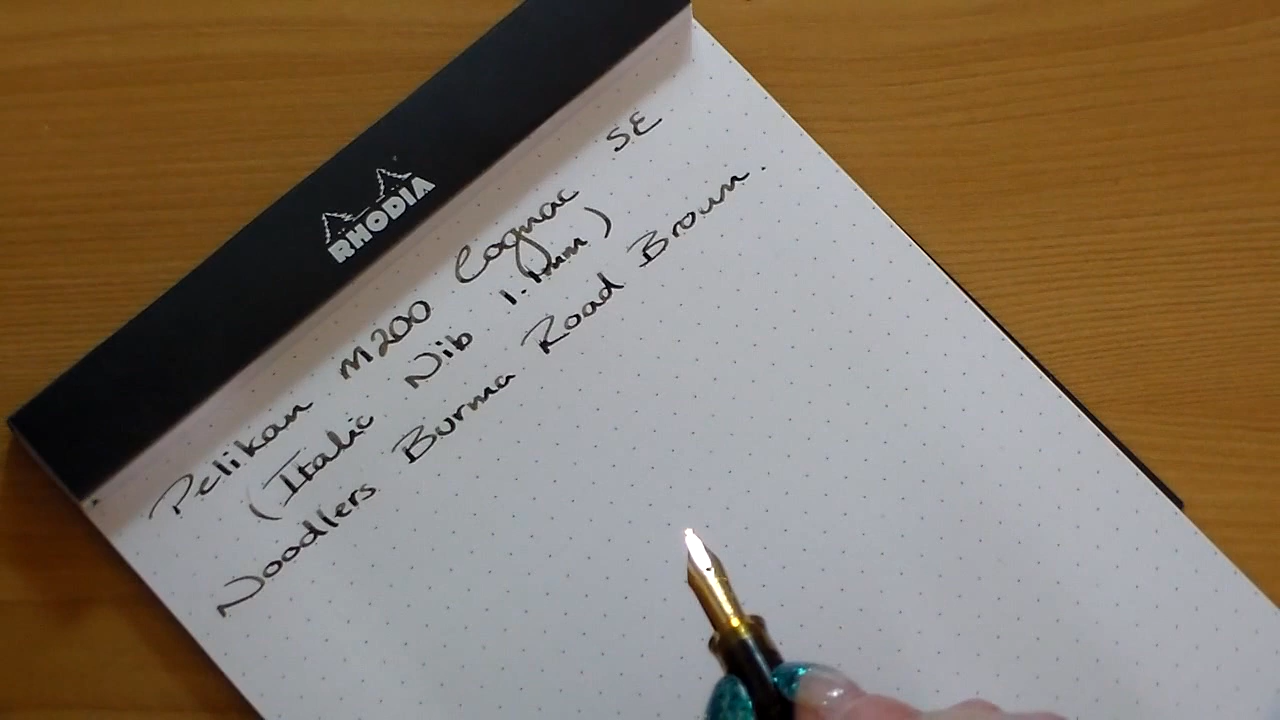 RHODIA
Pelikan M200 Cognac SE
(Italic Nib 1.1mm)
Noodlers Burma Road Brown.